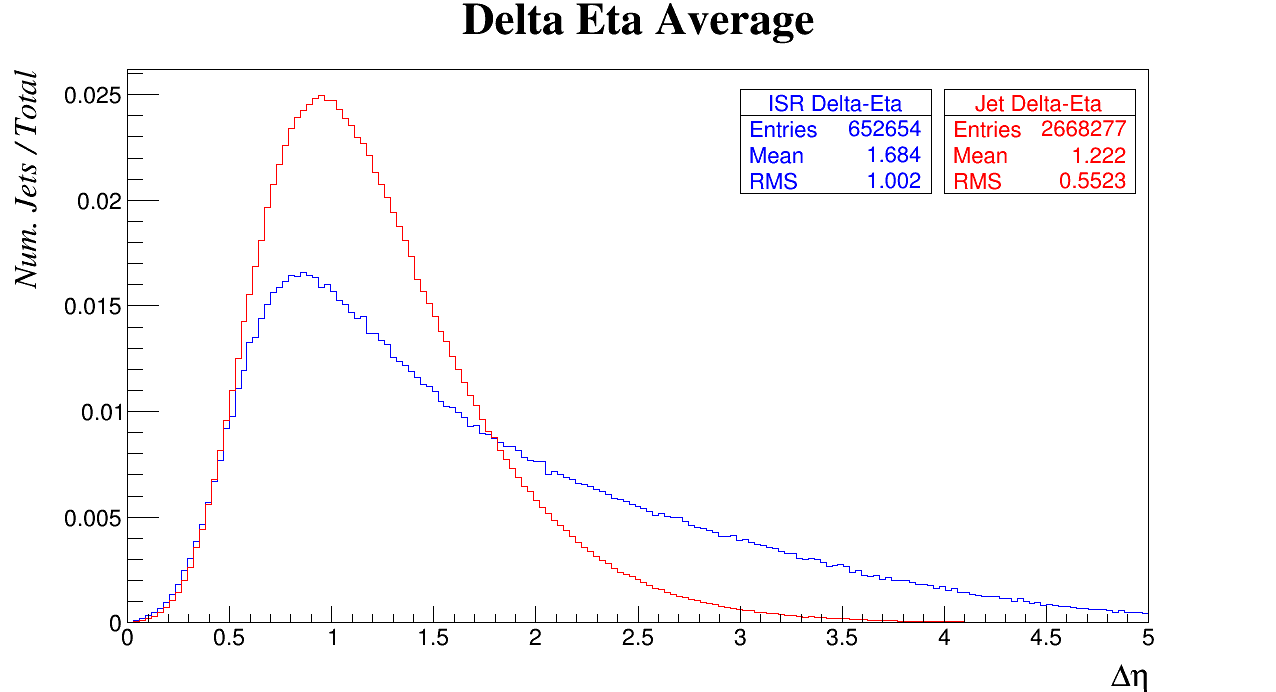 Delta Eta Average
Num. Jets / Total
ISR Delta-Eta
Entries 652654
Mean 1.684
RMS 1.002
Jet Delta-Eta
Entries 2668277
Mean 1.222
RMS 0.5523
0.025
0.02
0.015
0.01
0.005
0
0 0.5 1 1.5 2 2.5 3 3.5 4 4.5 5
Δη